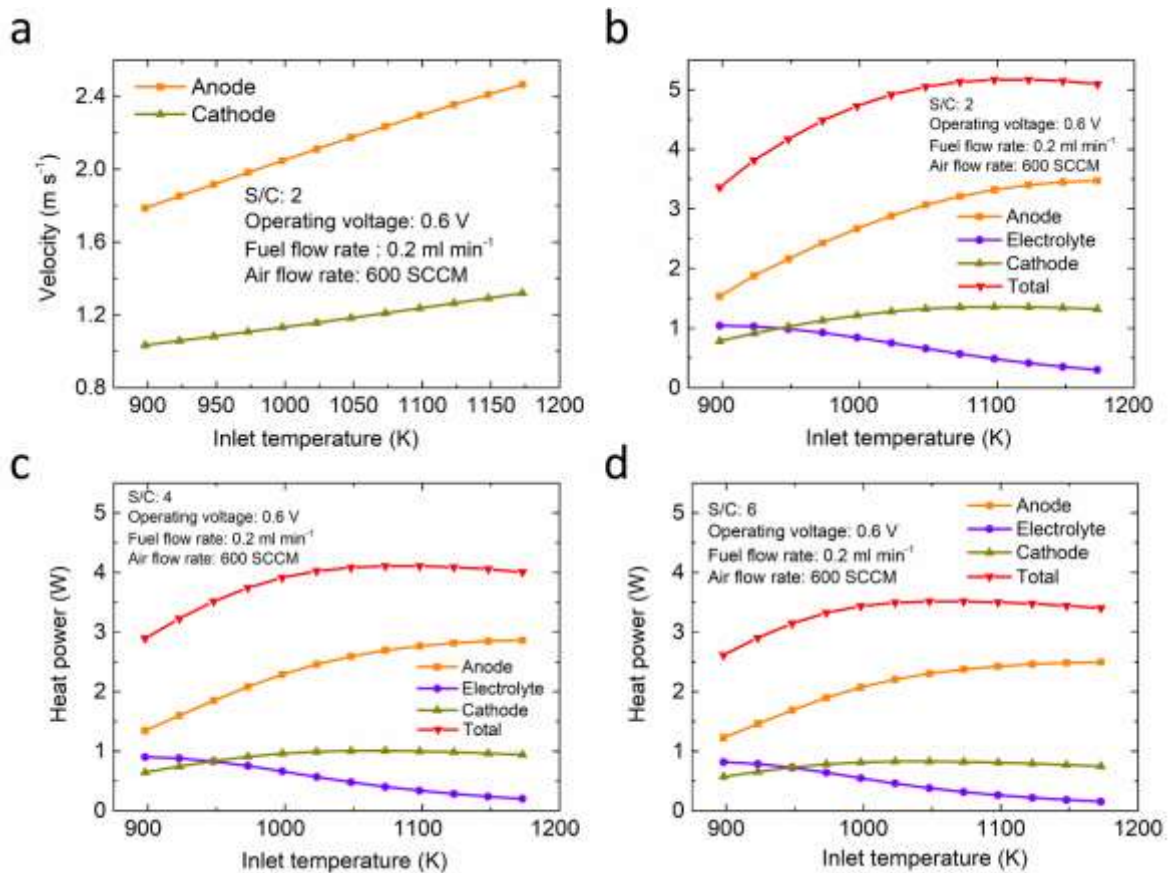 a
Velocity (m s⁻¹)
2.4
2.0
1.6
1.2
0.8
Anode
Cathode
S/C: 2
Operating voltage: 0.6 V
Fuel flow rate : 0.2 ml min⁻¹
Air flow rate: 600 SCCM
900 950 1000 1050 1100 1150 1200
Inlet temperature (K)
b
5
4
3
2
1
0
S/C: 2
Operating voltage: 0.6 V
Fuel flow rate: 0.2 ml min⁻¹
Air flow rate: 600 SCCM
Anode
Electrolyte
Cathode
Total
900 1000 1100 1200
Inlet temperature (K)
c
Heat power (W)
5
4
3
2
1
0
S/C: 4
Operating voltage: 0.6 V
Fuel flow rate: 0.2 ml min⁻¹
Air flow rate: 600 SCCM
Anode
Electrolyte
Cathode
Total
900 1000 1100 1200
Inlet temperature (K)
d
Heat power (W)
5
4
3
2
1
0
S/C: 6
Operating voltage: 0.6 V
Fuel flow rate: 0.2 ml min⁻¹
Air flow rate: 600 SCCM
Anode
Electrolyte
Cathode
Total
900 1000 1100 1200
Inlet temperature (K)